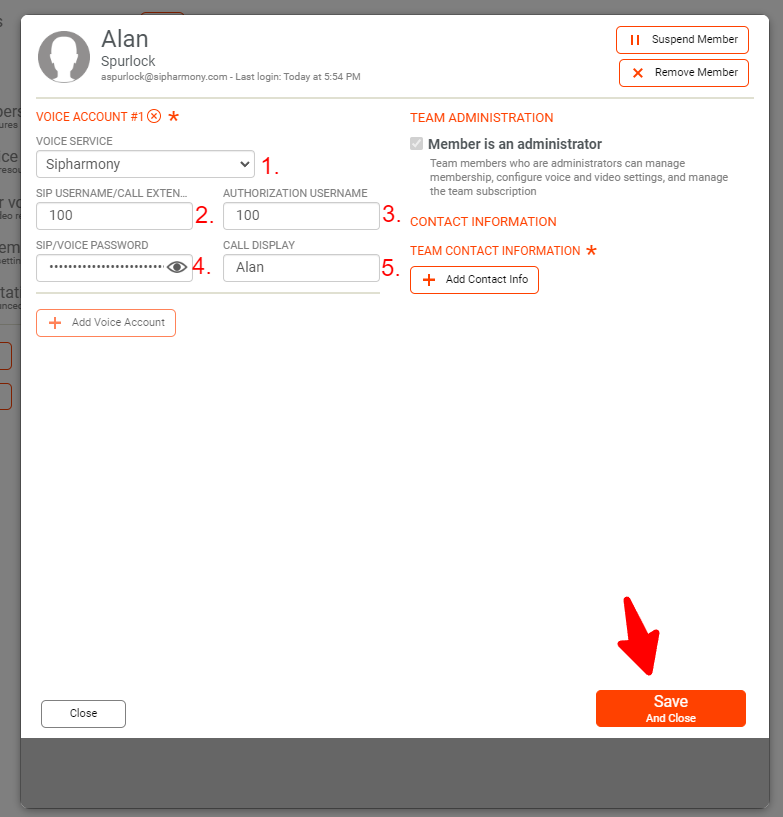 Alan
Spurlock
aspurlock@sipharmony.com - Last login: Today at 5:54 PM
Suspend Member
Remove Member
VOICE ACCOUNT #1 *
VOICE SERVICE
Sipharmony
1.
SIP USERNAME/CALL EXTEN...
100
2.
AUTHORIZATION USERNAME
100
3.
SIP/VOICE PASSWORD
••••••••••••••••••••••••
4.
CALL DISPLAY
Alan
5.
+ Add Voice Account
TEAM ADMINISTRATION
Member is an administrator
Team members who are administrators can manage
membership, configure voice and video settings, and manage
the team subscription
CONTACT INFORMATION
TEAM CONTACT INFORMATION *
+ Add Contact Info
Close
Save
And Close